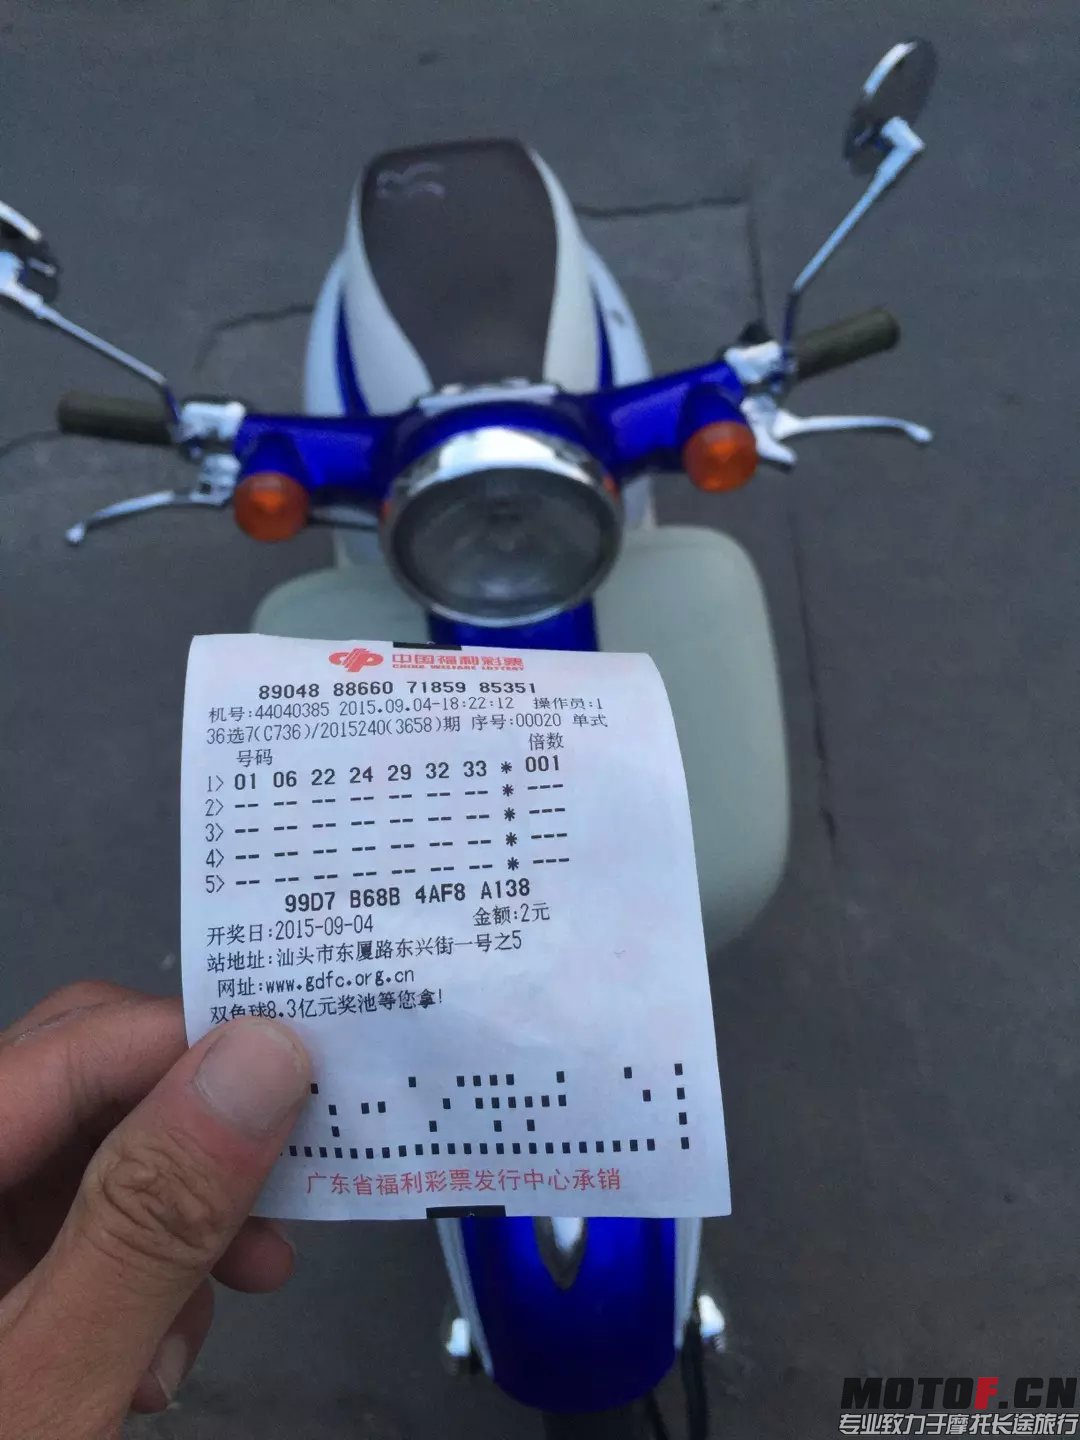 中国福利彩票
CHINA WELFARE LOTTERY
89048 88660 71859 85351
机号:44040385 2015.09.04-18:22:12 操作员:1
36选7(C736)/2015240(3658)期 序号:00020 单式
号码 倍数
1> 01 06 22 24 29 32 33 * 001
2> -- -- -- -- -- -- -- * ---
3> -- -- -- -- -- -- -- * ---
4> -- -- -- -- -- -- -- * ---
5> -- -- -- -- -- -- -- * ---
99D7 B68B 4AF8 A138
开奖日:2015-09-04 金额:2元
站地址:汕头市东厦路东兴街一号之5
网址:www.gdfc.org.cn
双色球8.3亿元奖池等您拿!
广东省福利彩票发行中心承销
MOTOF.CN
专业致力于摩托长途旅行